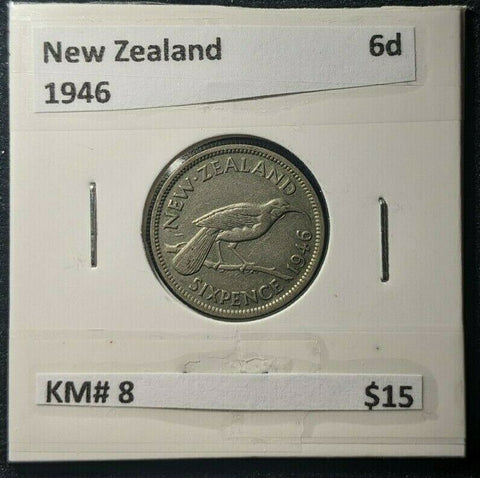 New Zealand 6d
1946
NEW·ZEALAND
1946
SIXPENCE
KM# 8 $15